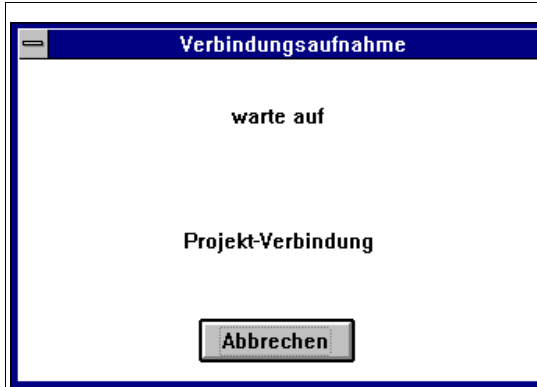 Verbindungsaufnahme
warte auf
Projekt-Verbindung
Abbrechen